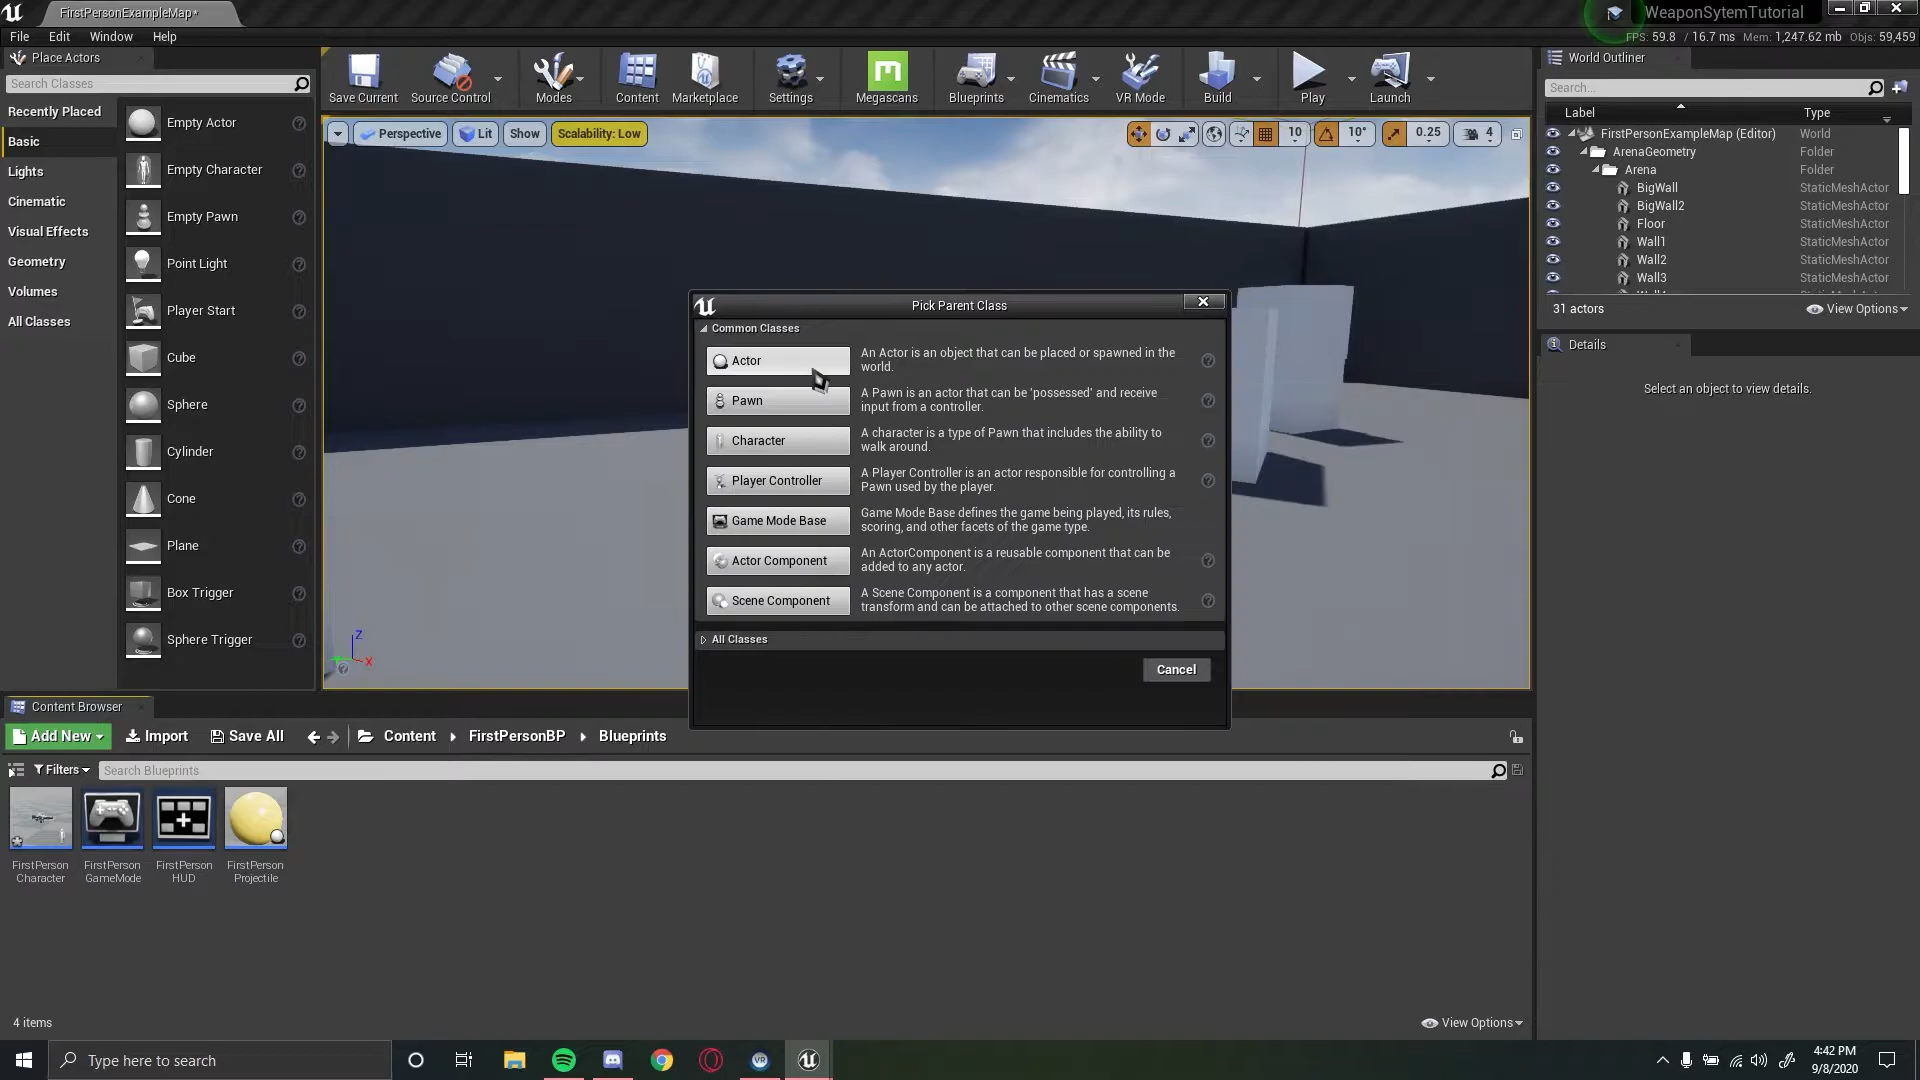 FirstPersonExampleMap*
WeaponSytemTutorial
File Edit Window Help
FPS: 59.8 / 16.7 ms Mem: 1,247.62 mb Objs: 59,459
Place Actors
Search Classes
Recently Placed
Basic
Lights
Cinematic
Visual Effects
Geometry
Volumes
All Classes
Empty Actor
Empty Character
Empty Pawn
Point Light
Player Start
Cube
Sphere
Cylinder
Cone
Plane
Box Trigger
Sphere Trigger
Save Current
Source Control
Modes
Content
Marketplace
Settings
Megascans
Blueprints
Cinematics
VR Mode
Build
Play
Launch
Perspective
Lit
Show
Scalability: Low
10
10°
0.25
4
Z
X
Pick Parent Class
Common Classes
Actor
An Actor is an object that can be placed or spawned in the
world.
Pawn
A Pawn is an actor that can be 'possessed' and receive
input from a controller.
Character
A character is a type of Pawn that includes the ability to
walk around.
Player Controller
A Player Controller is an actor responsible for controlling a
Pawn used by the player.
Game Mode Base
Game Mode Base defines the game being played, its rules,
scoring, and other facets of the game type.
Actor Component
An ActorComponent is a reusable component that can be
added to any actor.
Scene Component
A Scene Component is a component that has a scene
transform and can be attached to other scene components.
All Classes
Cancel
World Outliner
Search...
Label Type
FirstPersonExampleMap (Editor) World
ArenaGeometry Folder
Arena Folder
BigWall StaticMeshActor
BigWall2 StaticMeshActor
Floor StaticMeshActor
Wall1 StaticMeshActor
Wall2 StaticMeshActor
Wall3 StaticMeshActor
31 actors
View Options
Details
Select an object to view details.
Content Browser
Add New Import Save All Content FirstPersonBP Blueprints
Filters Search Blueprints
FirstPerson
Character
FirstPerson
GameMode
FirstPerson
HUD
FirstPerson
Projectile
4 items
View Options
Type here to search
4:42 PM
9/8/2020